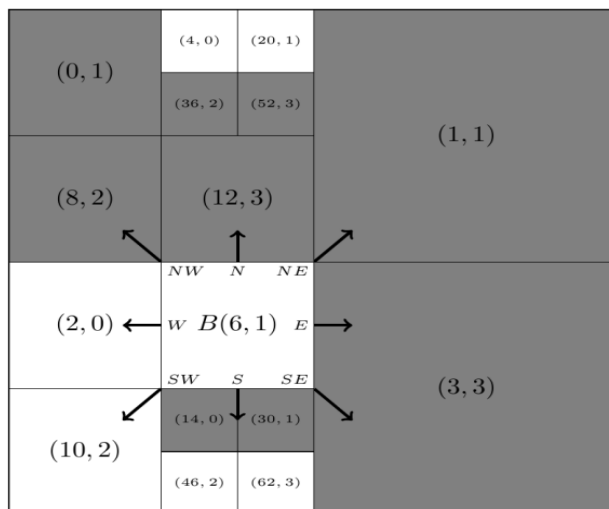 (4, 0) (20, 1)
(0, 1)
(36, 2) (52, 3)
(1, 1)
(8, 2) (12, 3)
NW N NE
(2, 0) W B(6, 1) E
SW S SE
(3, 3)
(14, 0) (30, 1)
(10, 2)
(46, 2) (62, 3)